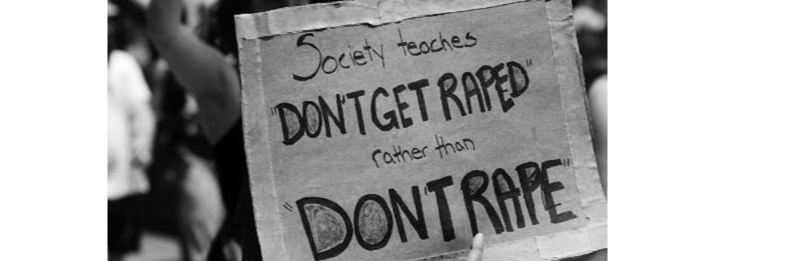 Society teaches
"DON'T GET RAPED"
rather than
"DON'T RAPE"